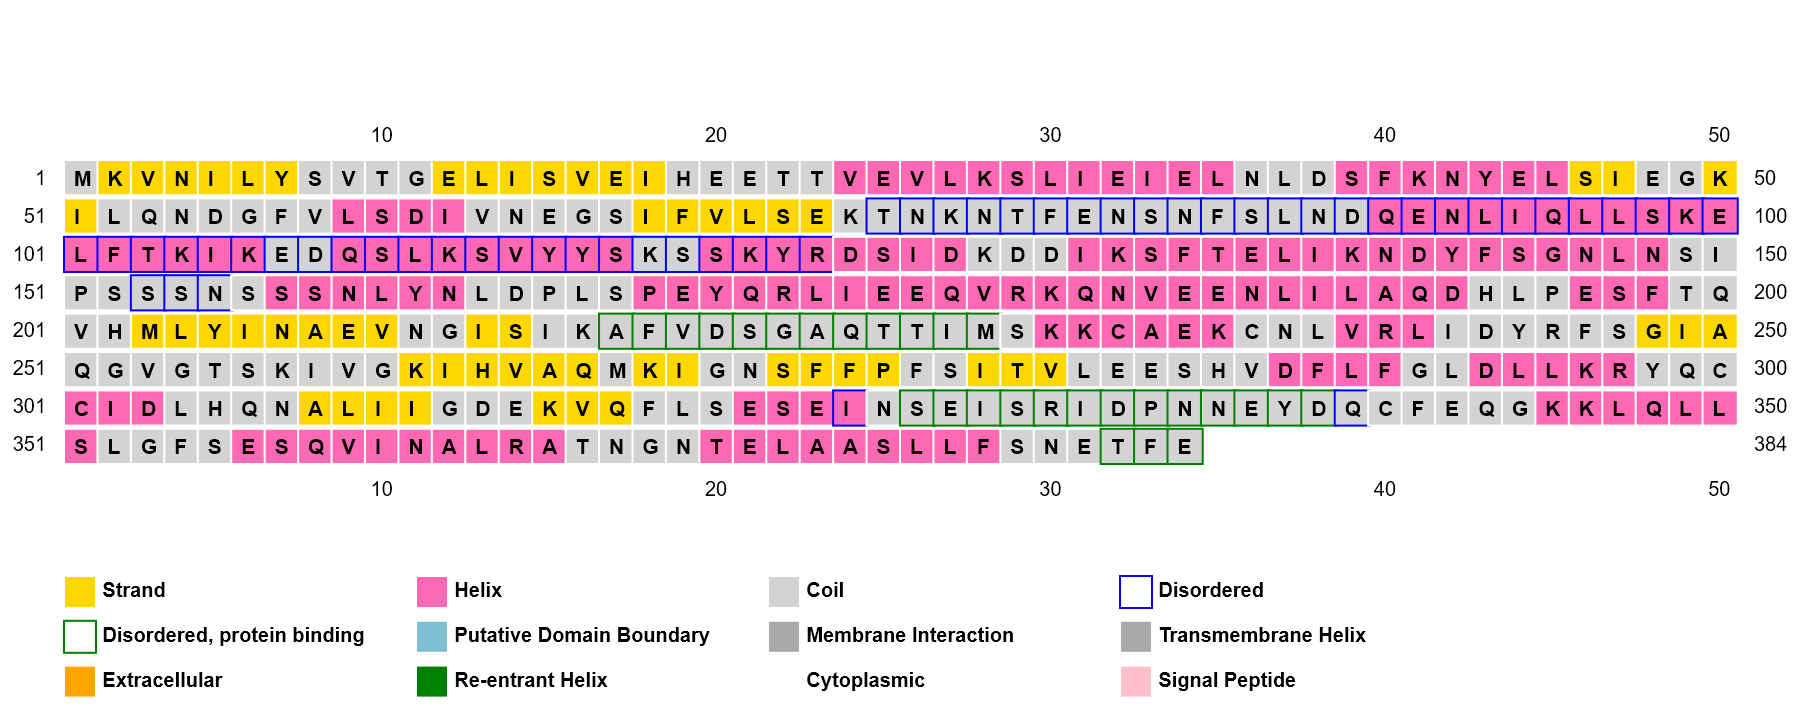 10 20 30 40 50
1 M K V N I L Y S V T G E L I S V E I H E E T T V E V L K S L I E I E L N L D S F K N Y E L S I E G K 50
51 I L Q N D G F V L S D I V N E G S I F V L S E K T N K N T F E N S N F S L N D Q E N L I Q L L S K E 100
101 L F T K I K E D Q S L K S V Y Y S K S S K Y R D S I D K D D I K S F T E L I K N D Y F S G N L N S I 150
151 P S S S N S S S N L Y N L D P L S P E Y Q R L I E E Q V R K Q N V E E N L I L A Q D H L P E S F T Q 200
201 V H M L Y I N A E V N G I S I K A F V D S G A Q T T I M S K K C A E K C N L V R L I D Y R F S G I A 250
251 Q G V G T S K I V G K I H V A Q M K I G N S F F P F S I T V L E E S H V D F L F G L D L L K R Y Q C 300
301 C I D L H Q N A L I I G D E K V Q F L S E S E I N S E I S R I D P N N E Y D Q C F E Q G K K L Q L L 350
351 S L G F S E S Q V I N A L R A T N G N T E L A A S L L F S N E T F E 384
10 20 30 40 50
Strand Helix Coil Disordered
Disordered, protein binding Putative Domain Boundary Membrane Interaction Transmembrane Helix
Extracellular Re-entrant Helix Cytoplasmic Signal Peptide